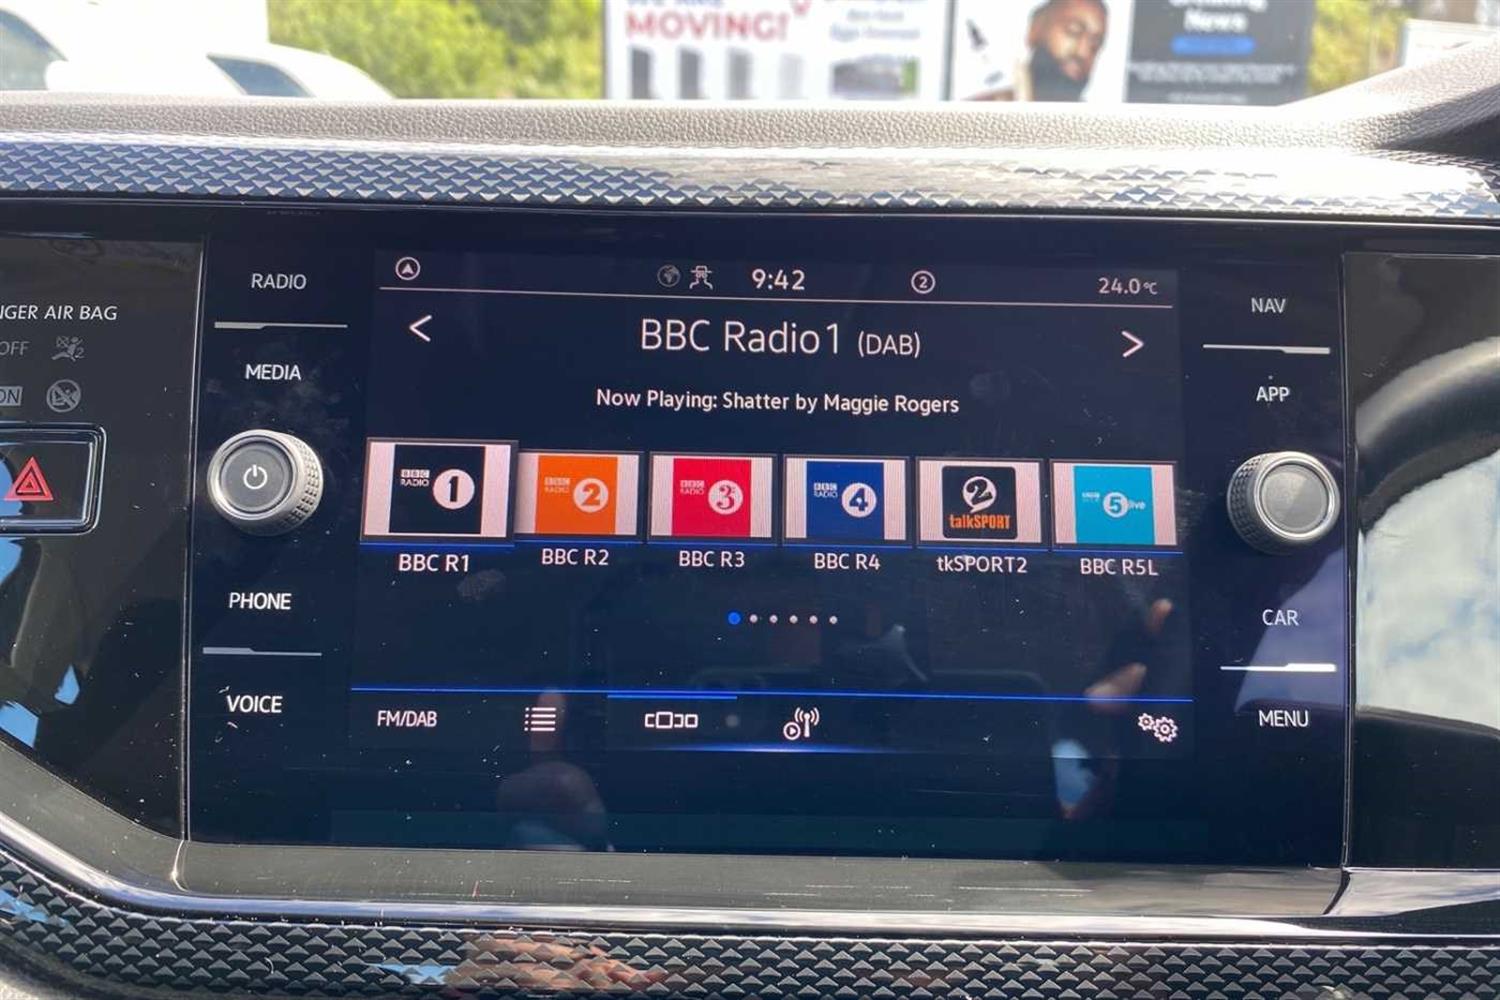 MOVING!
News
RADIO
9:42
2
24.0°C
NAV
NGER AIR BAG
OFF
2
ON
MEDIA
BBC Radio1 (DAB)
APP
Now Playing: Shatter by Maggie Rogers
BBC RADIO 1
BBC RADIO 2
BBC RADIO 3
BBC RADIO 4
2 talkSPORT
5 live
BBC R1
BBC R2
BBC R3
BBC R4
tkSPORT2
BBC R5L
PHONE
CAR
VOICE
FM/DAB
MENU